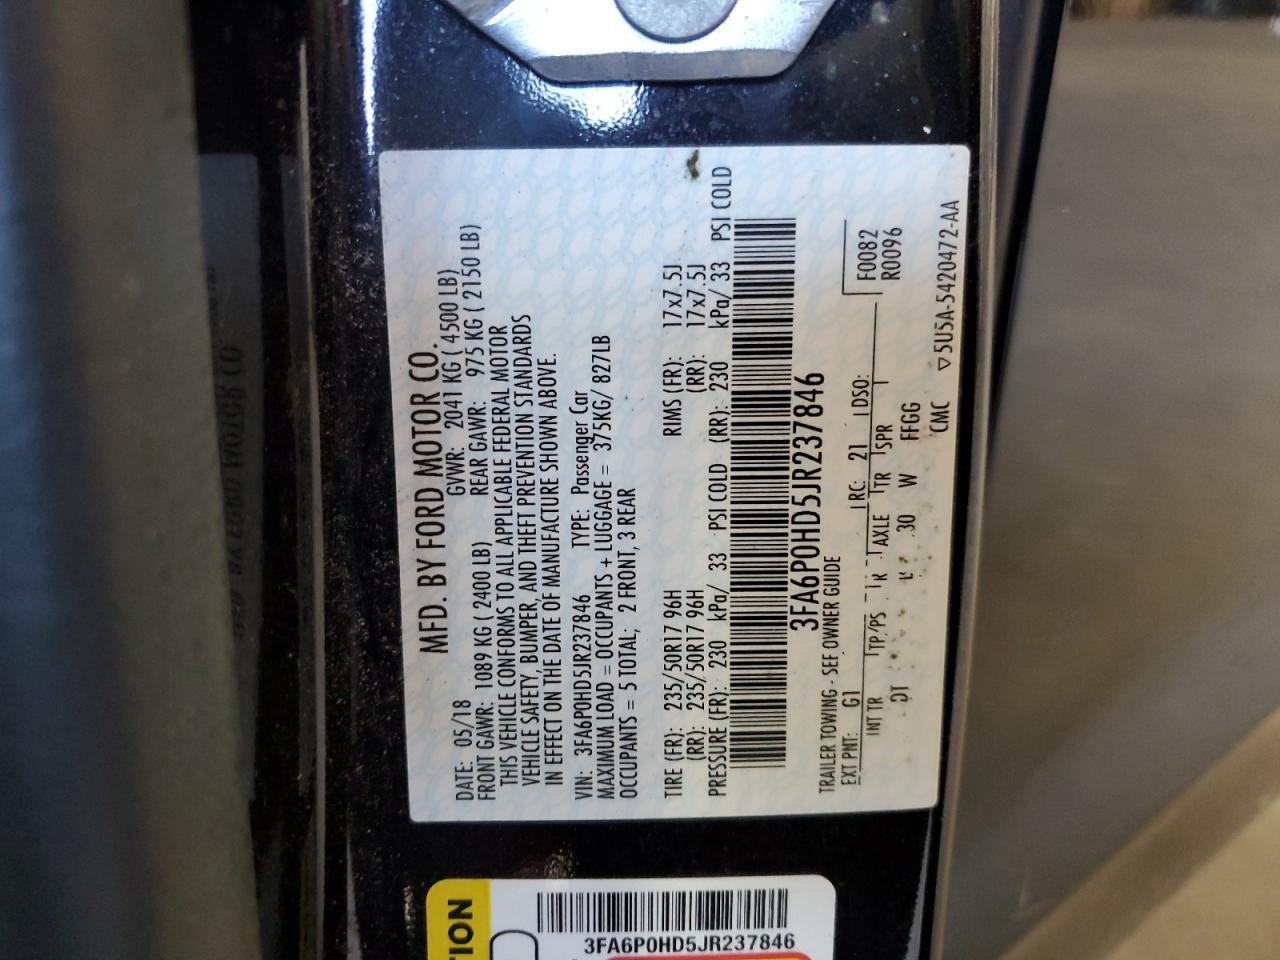 MFD. BY FORD MOTOR CO.
DATE: 05/18 GVWR: 2041 KG ( 4500 LB)
FRONT GAWR: 1089 KG ( 2400 LB) REAR GAWR: 975 KG ( 2150 LB)
THIS VEHICLE CONFORMS TO ALL APPLICABLE FEDERAL MOTOR
VEHICLE SAFETY, BUMPER, AND THEFT PREVENTION STANDARDS
IN EFFECT ON THE DATE OF MANUFACTURE SHOWN ABOVE.
VIN: 3FA6P0HD5JR237846 TYPE: Passenger Car
MAXIMUM LOAD = OCCUPANTS + LUGGAGE = 375KG/ 827LB
OCCUPANTS = 5 TOTAL; 2 FRONT, 3 REAR
TIRE (FR): 235/50R17 96H RIMS (FR): 17x7.5J
(RR): 235/50R17 96H (RR): 17x7.5J
PRESSURE (FR): 230 kPa/ 33 PSI COLD (RR): 230 kPa/ 33 PSI COLD
3FA6P0HD5JR237846
TRAILER TOWING - SEE OWNER GUIDE
EXT PNT: G1 RC: 21 DSO:
F0082
R0096
INT TR TP/PS R AXLE TR SPR
30 W FFGG
CMC
▽5U5A-5420472-AA
TION
3FA6P0HD5JR237846